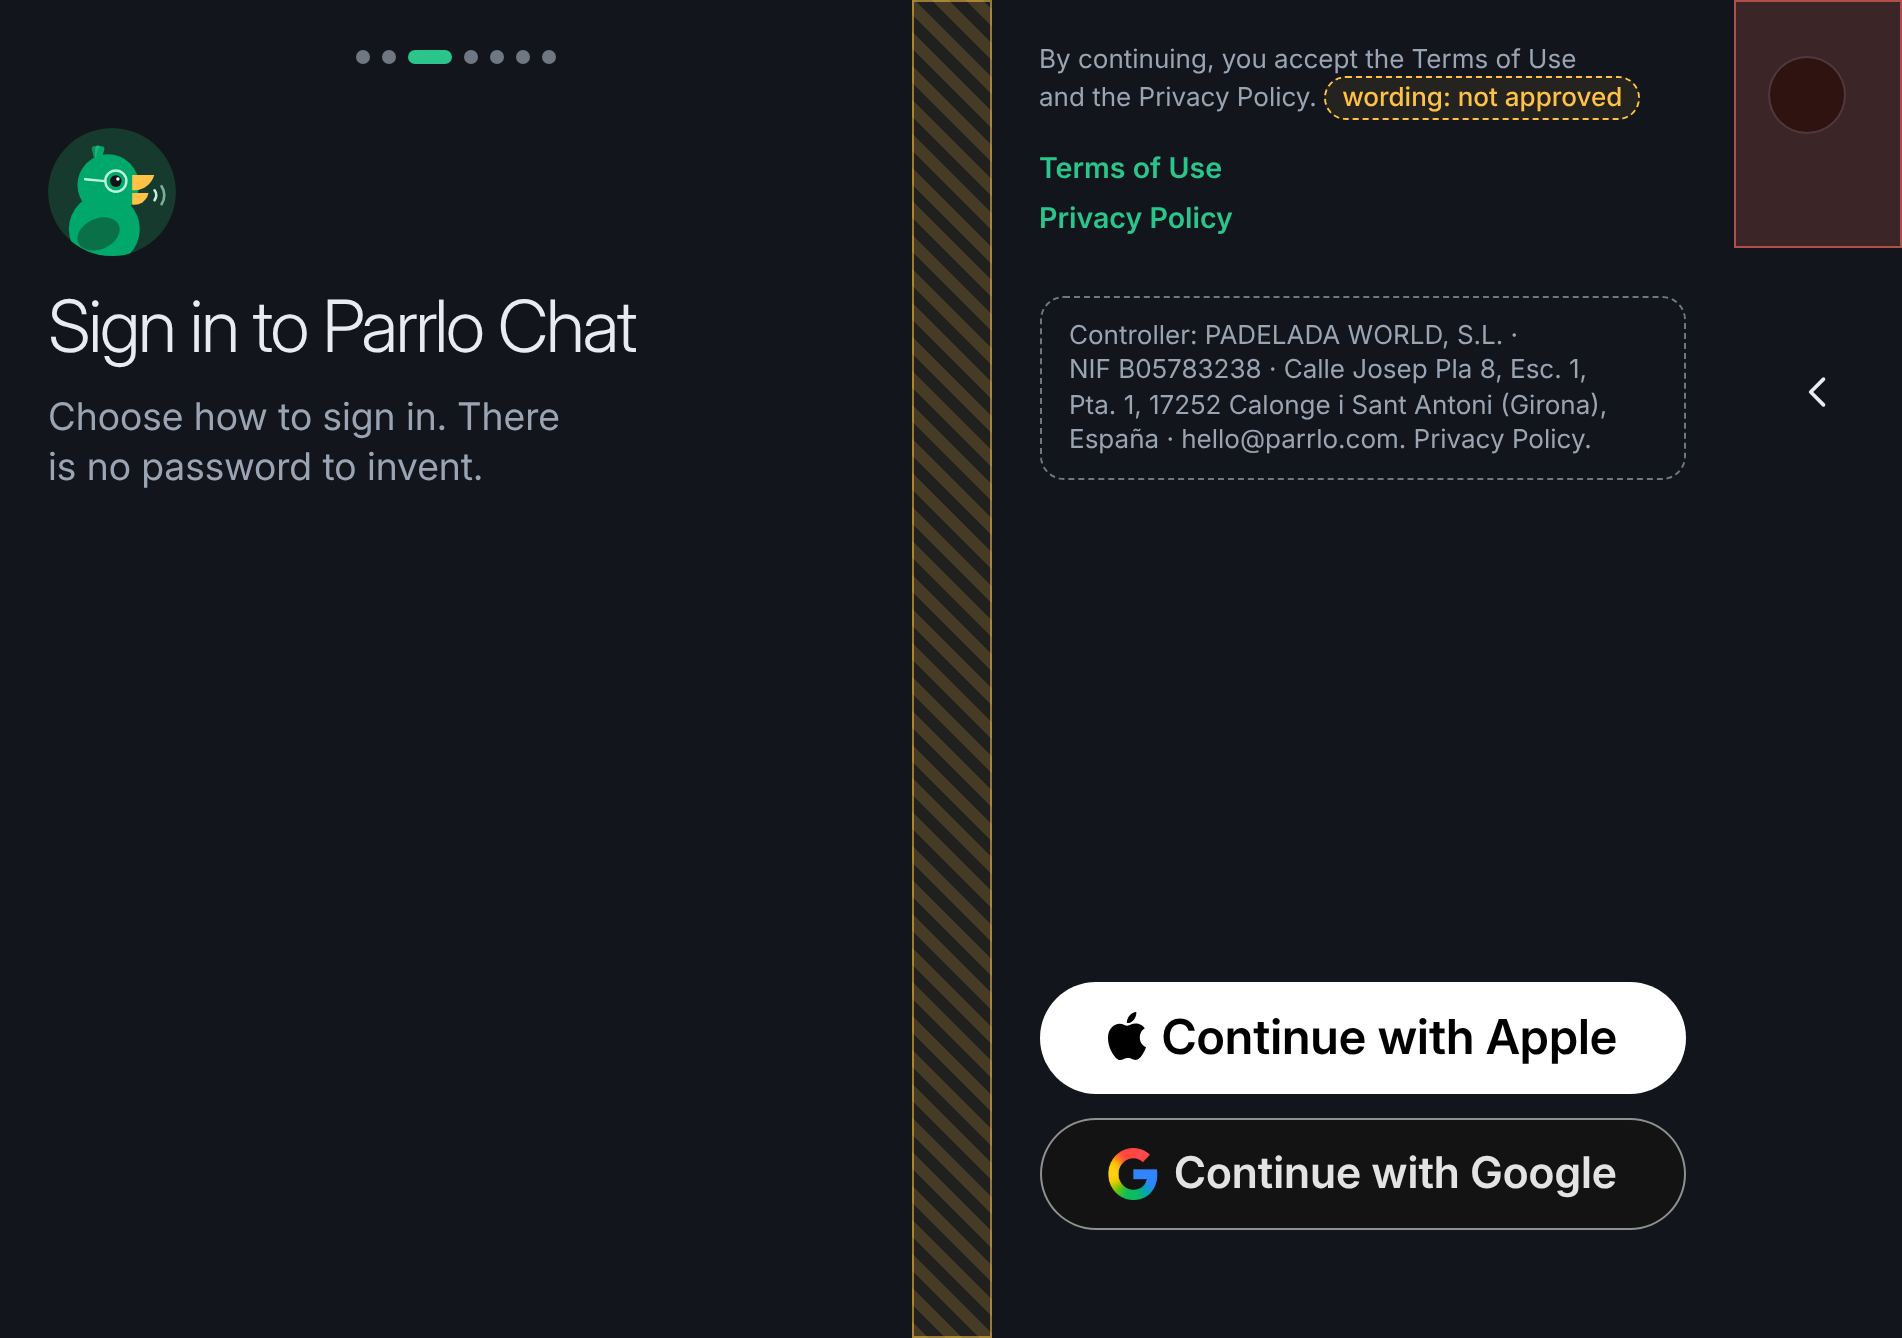 Sign in to Parrlo Chat
Choose how to sign in. There
is no password to invent.
By continuing, you accept the Terms of Use
and the Privacy Policy. wording: not approved
Terms of Use
Privacy Policy
Controller: PADELADA WORLD, S.L. ·
NIF B05783238 · Calle Josep Pla 8, Esc. 1,
Pta. 1, 17252 Calonge i Sant Antoni (Girona),
España · hello@parrlo.com. Privacy Policy.
Continue with Apple
Continue with Google